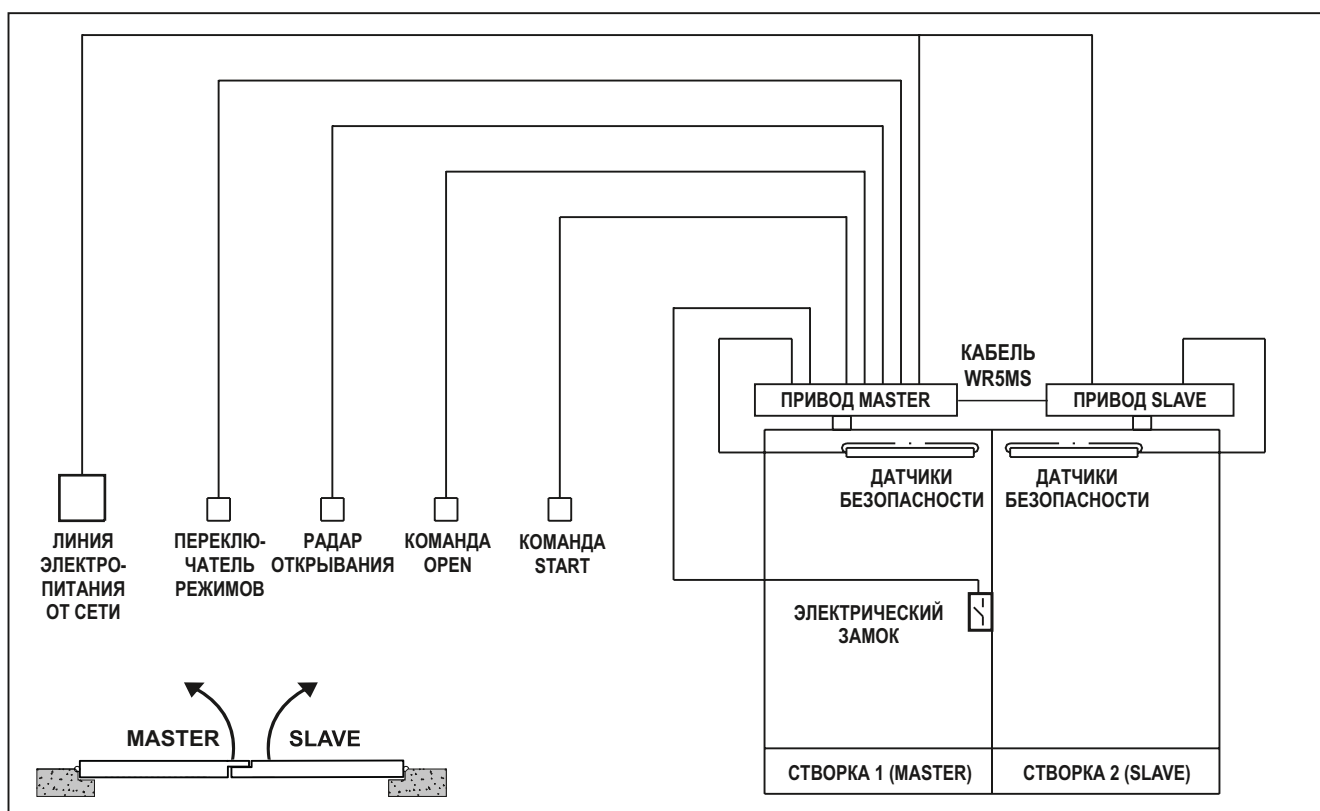 КАБЕЛЬ
WR5MS
ПРИВОД MASTER
ПРИВОД SLAVE
ДАТЧИКИ
БЕЗОПАСНОСТИ
ДАТЧИКИ
БЕЗОПАСНОСТИ
ЛИНИЯ
ЭЛЕКТРО-
ПИТАНИЯ
ОТ СЕТИ
ПЕРЕКЛЮ-
ЧАТЕЛЬ
РЕЖИМОВ
РАДАР
ОТКРЫВАНИЯ
КОМАНДА
OPEN
КОМАНДА
START
ЭЛЕКТРИЧЕСКИЙ
ЗАМОК
MASTER
SLAVE
СТВОРКА 1 (MASTER)
СТВОРКА 2 (SLAVE)